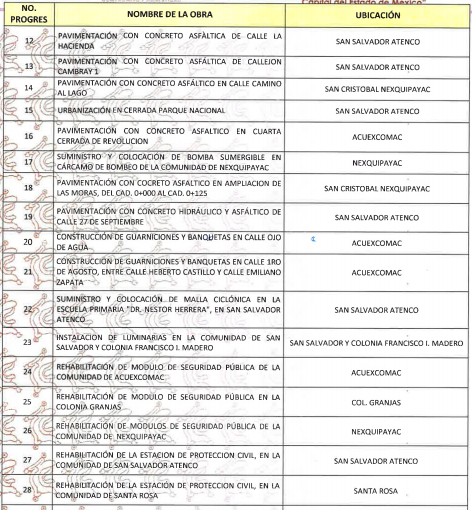 Capital del Estado de México"
NO. PROGRES
NOMBRE DE LA OBRA
UBICACIÓN
12
PAVIMENTACIÓN CON CONCRETO ASFÁLTICA DE CALLE LA
HACIENDA
SAN SALVADOR ATENCO
13
PAVIMENTACIÓN CON CONCRETO ASFÁLTICA DE CALLEJON
CAMBRAY 1
SAN SALVADOR ATENCO
14
PAVIMENTACIÓN CON CONCRETO ASFÁLTICO EN CALLE CAMINO
AL LAGO
SAN CRISTOBAL NEXQUIPAYAC
15
URBANIZACIÓN EN CERRADA PARQUE NACIONAL
SAN SALVADOR ATENCO
16
PAVIMENTACIÓN CON CONCRETO ASFALTICO EN CUARTA
CERRADA DE REVOLUCION
ACUEXCOMAC
17
SUMINISTRO Y COLOCACIÓN DE BOMBA SUMERGIBLE EN
CÁRCAMO DE BOMBEO DE LA COMUNIDAD DE NEXQUIPAYAC
NEXQUIPAYAC
18
PAVIMENTACIÓN CON COCRETO ASFALTICO EN AMPLIACION DE
LAS MORAS, DEL CAD. 0+000 AL CAD. 0+125
SAN CRISTOBAL NEXQUIPAYAC
19
PAVIMENTACIÓN CON CONCRETO HIDRÁULICO Y ASFÁLTICO DE
CALLE 27 DE SEPTIEMBRE
SAN SALVADOR ATENCO
20
CONSTRUCCIÓN DE GUARNICIONES Y BANQUETAS EN CALLE OJO
DE AGUA
ACUEXCOMAC
21
CONSTRUCCIÓN DE GUARNICIONES Y BANQUETAS EN CALLE 1RO
DE AGOSTO, ENTRE CALLE HEBERTO CASTILLO Y CALLE EMILIANO
ZAPATA
ACUEXCOMAC
22
SUMINISTRO Y COLOCACIÓN DE MALLA CICLÓNICA EN LA
ESCUELA PRIMARIA "DR. NESTOR HERRERA", EN SAN SALVADOR
ATENCO
SAN SALVADOR ATENCO
23
INSTALACION DE LUMINARIAS EN LA COMUNIDAD DE SAN
SALVADOR Y COLONIA FRANCISCO I. MADERO
SAN SALVADOR Y COLONIA FRANCISCO I. MADERO
24
REHABILITACIÓN DE MODULO DE SEGURIDAD PÚBLICA DE LA
COMUNIDAD DE ACUEXCOMAC
ACUEXCOMAC
25
REHABILITACIÓN DE MODULO DE SEGURIDAD PÚBLICA EN LA
COLONIA GRANJAS
COL. GRANJAS
26
REHABILITACIÓN DE MODULOS DE SEGURIDAD PÚBLICA DE LA
COMUNIDAD DE NEXQUIPAYAC
NEXQUIPAYAC
27
REHABILITACIÓN DE LA ESTACION DE PROTECCION CIVIL, EN LA
COMUNIDAD DE SAN SALVADOR ATENCO
SAN SALVADOR ATENCO
28
REHABILITACIÓN DE LA ESTACIÓN DE PROTECCION CIVIL, EN LA
COMUNIDAD DE SANTA ROSA
SANTA ROSA